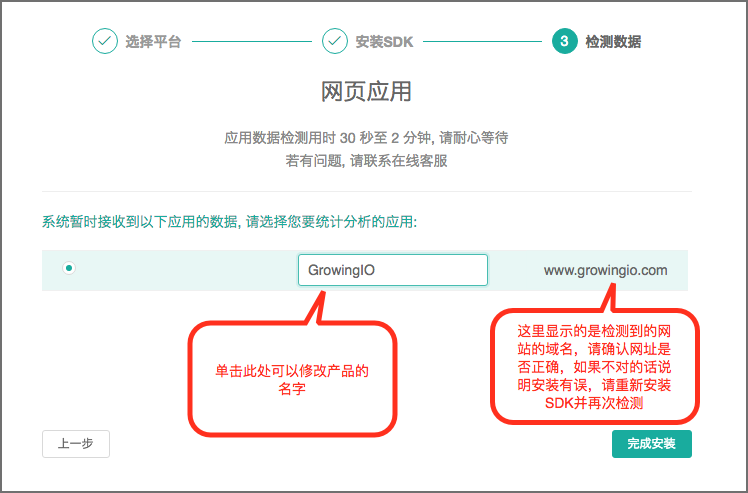 选择平台
安装SDK
3 检测数据
网页应用
应用数据检测用时 30 秒至 2 分钟, 请耐心等待
若有问题, 请联系在线客服
系统暂时接收到以下应用的数据, 请选择您要统计分析的应用:
GrowingIO
www.growingio.com
单击此处可以修改产品的
名字
这里显示的是检测到的网
站的域名，请确认网址是
否正确，如果不对的话说
明安装有误，请重新安装
SDK并再次检测
上一步
完成安装